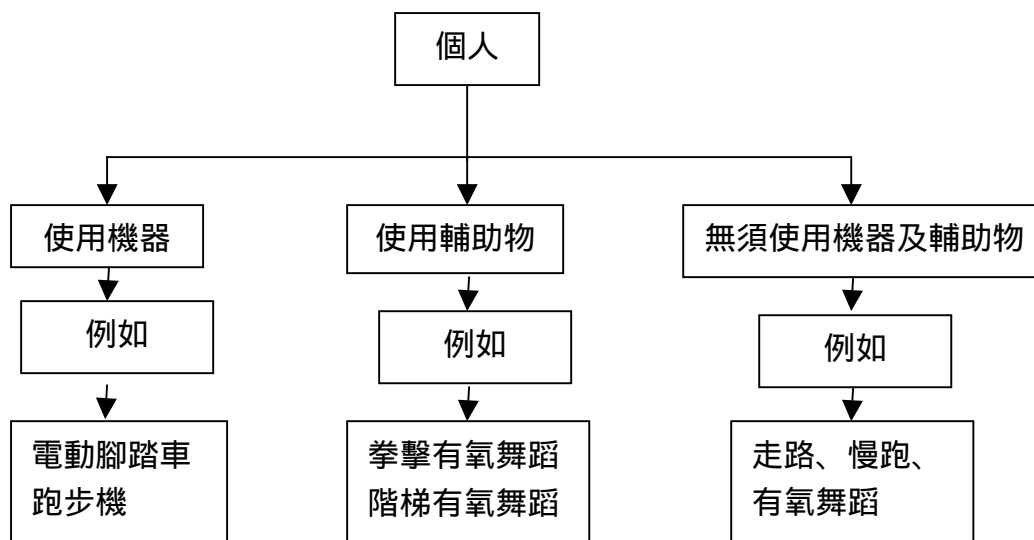 個人
使用機器
使用輔助物
無須使用機器及輔助物
例如
例如
例如
電動腳踏車
跑步機
拳擊有氧舞蹈
階梯有氧舞蹈
走路、慢跑、
有氧舞蹈